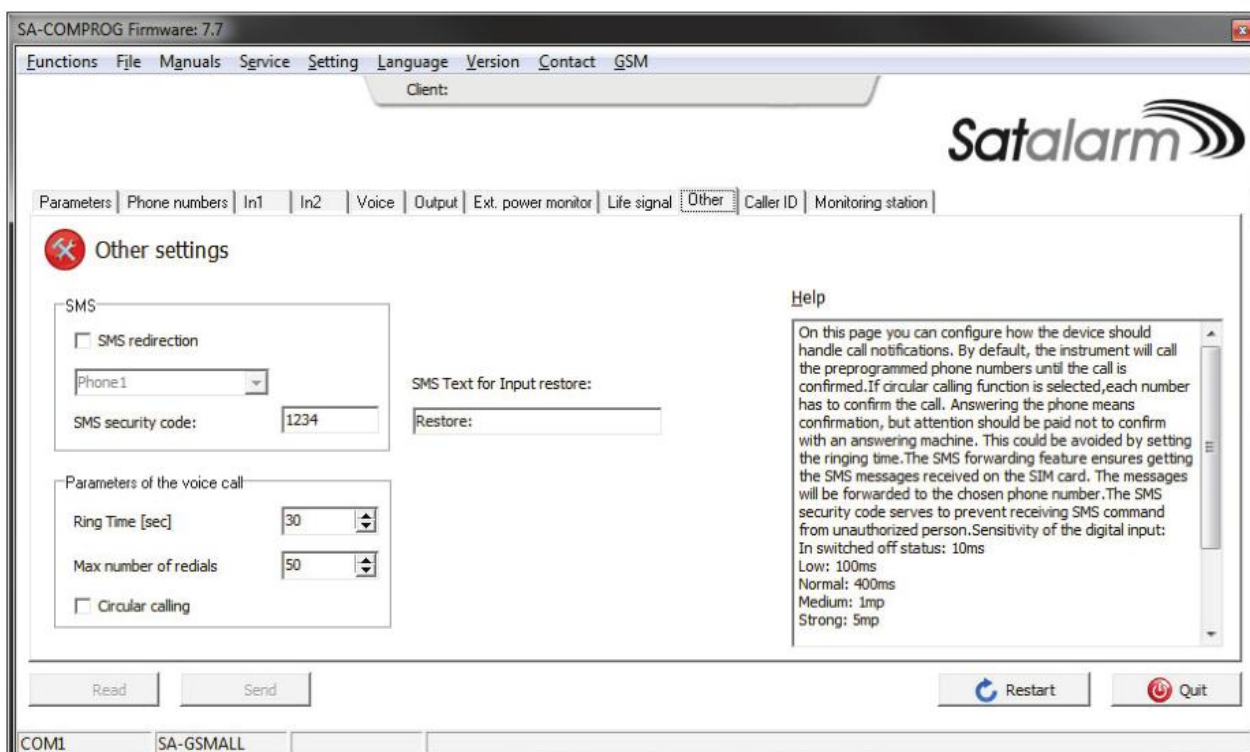 SA-COMPROG Firmware: 7.7
Functions File Manuals Service Setting Language Version Contact GSM
Client:
Satalarm
Parameters Phone numbers In1 In2 Voice Output Ext. power monitor Life signal Other Caller ID Monitoring station
Other settings
SMS
SMS redirection
Phone1
SMS security code: 1234
SMS Text for Input restore:
Restore:
Parameters of the voice call
Ring Time [sec] 30
Max number of redials 50
Circular calling
Help
On this page you can configure how the device should
handle call notifications. By default, the instrument will call
the preprogrammed phone numbers until the call is
confirmed.If circular calling function is selected,each number
has to confirm the call. Answering the phone means
confirmation, but attention should be paid not to confirm
with an answering machine. This could be avoided by setting
the ringing time.The SMS forwarding feature ensures getting
the SMS messages received on the SIM card. The messages
will be forwarded to the chosen phone number.The SMS
security code serves to prevent receiving SMS command
from unauthorized person.Sensitivity of the digital input:
In switched off status: 10ms
Low: 100ms
Normal: 400ms
Medium: 1mp
Strong: 5mp
Read Send Restart Quit
COM1 SA-GSMALL